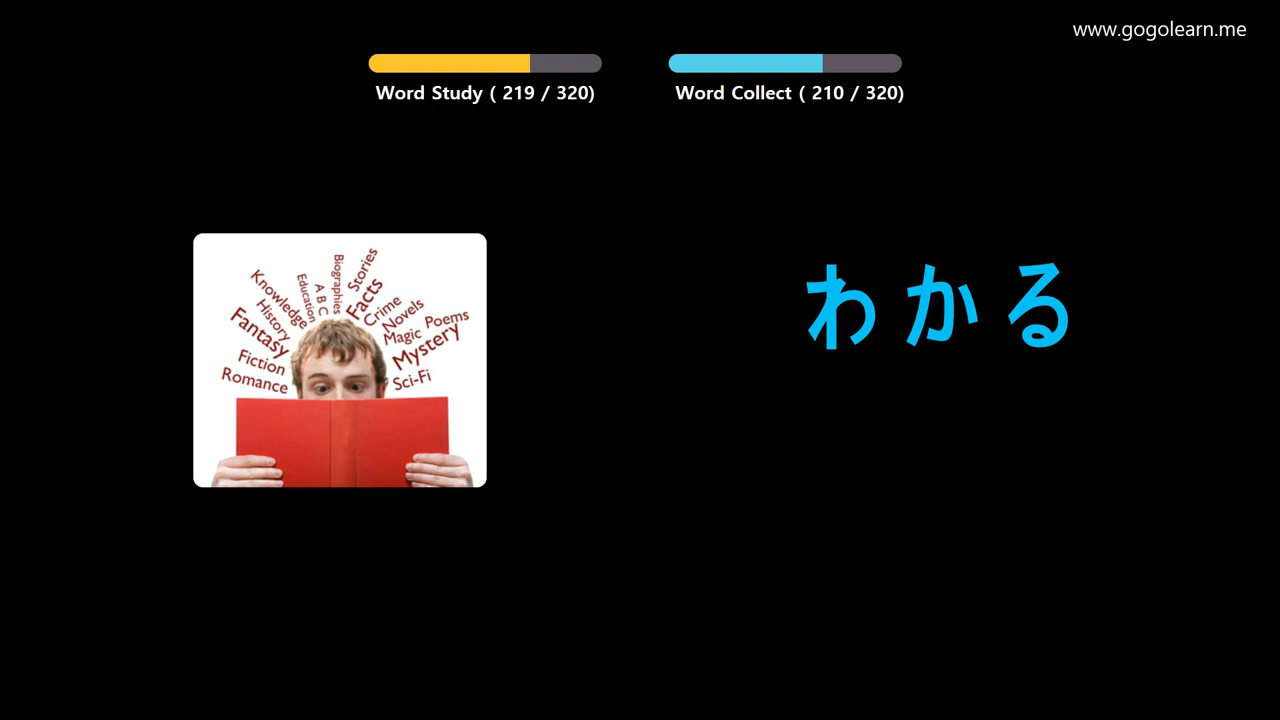 www.gogolearn.me
Word Study ( 219 / 320)
Word Collect ( 210 / 320)
わかる
Knowledge
History
Fantasy
Fiction
Romance
Education
A B C
Biographies
Stories
Facts
Crime
Novels
Magic
Poems
Mystery
Sci-Fi